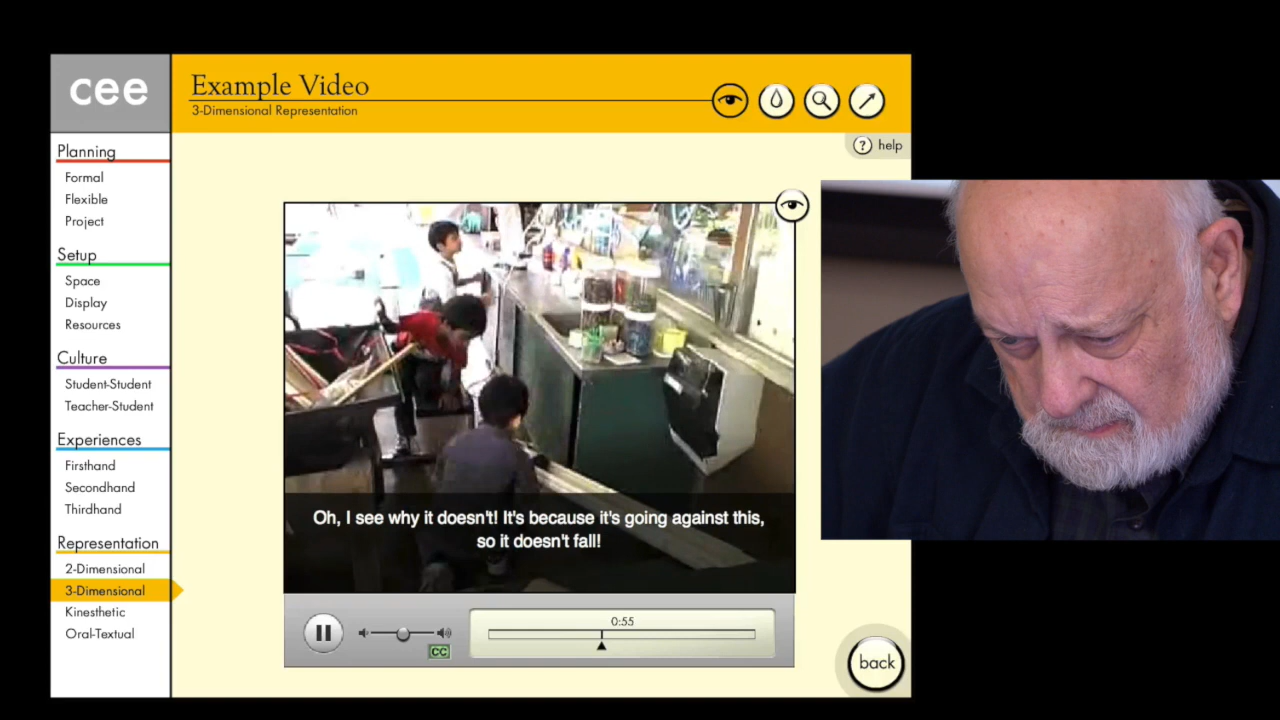 cee
Example Video
3-Dimensional Representation
? help
Planning
Formal
Flexible
Project
Setup
Space
Display
Resources
Culture
Student-Student
Teacher-Student
Experiences
Firsthand
Secondhand
Thirdhand
Representation
2-Dimensional
3-Dimensional
Kinesthetic
Oral-Textual
Oh, I see why it doesn't! It's because it's going against this,
so it doesn't fall!
0:55
CC
back